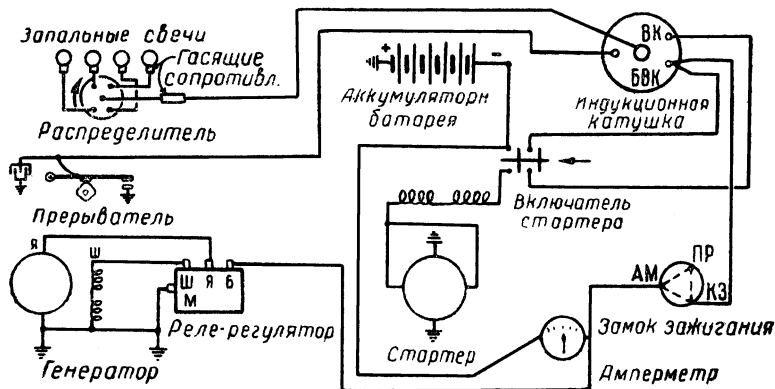 Запальные свечи
Гасящие
сопротивл.
Распределитель
+
-
Аккумуляторн
батарея
ВК
БВК
Индукционная
катушка
Прерыватель
Включатель
стартера
Я
Ш
Ш Я Б
М
Реле-регулятор
Генератор
Стартер
АМ
ПР
КЗ
Замок зажигания
Амперметр